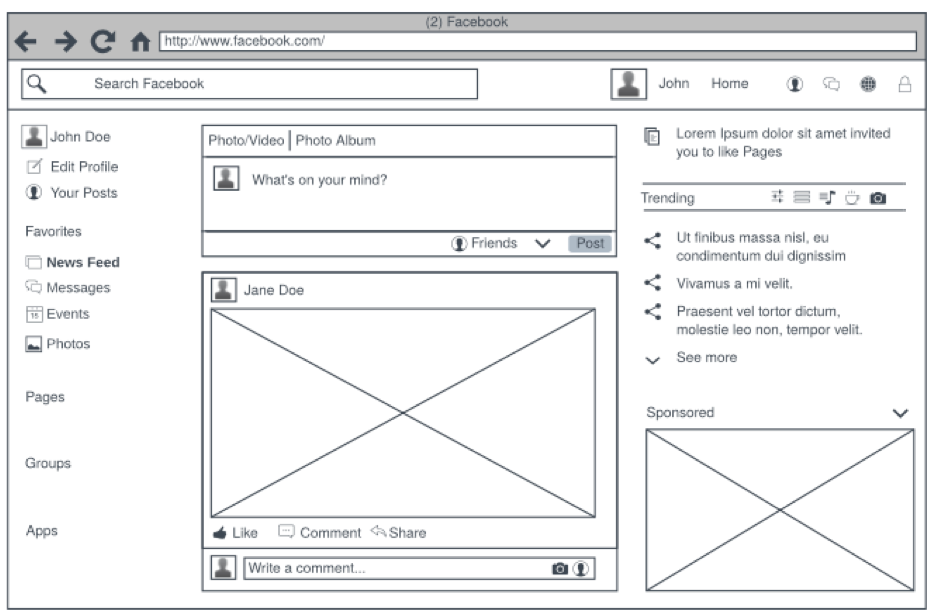 (2) Facebook
http://www.facebook.com/
Search Facebook
John Home
John Doe
Edit Profile
Your Posts
Favorites
News Feed
Messages
15 Events
Photos
Pages
Groups
Apps
Photo/Video Photo Album
What's on your mind?
Friends Post
Jane Doe
Like Comment Share
Write a comment...
Lorem Ipsum dolor sit amet invited
you to like Pages
Trending
Ut finibus massa nisl, eu
condimentum dui dignissim
Vivamus a mi velit.
Praesent vel tortor dictum,
molestie leo non, tempor velit.
See more
Sponsored